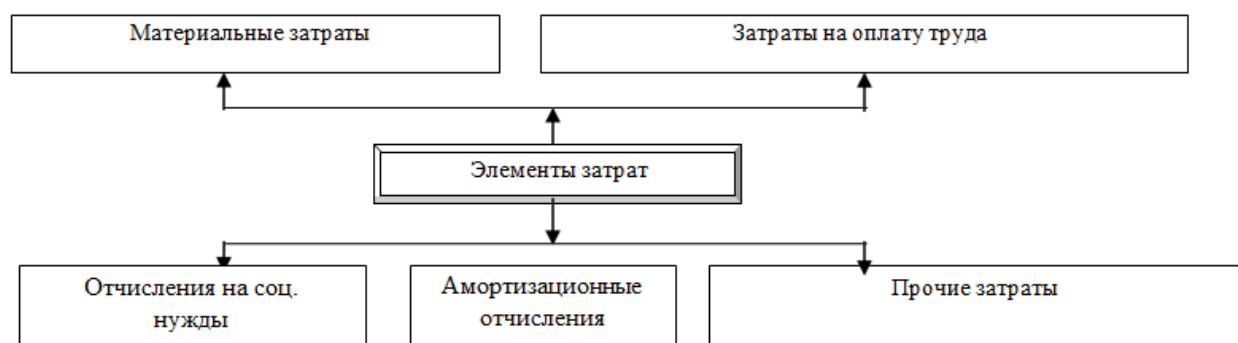 Материальные затраты
Затраты на оплату труда
Элементы затрат
Отчисления на соц.
нужды
Амортизационные
отчисления
Прочие затраты